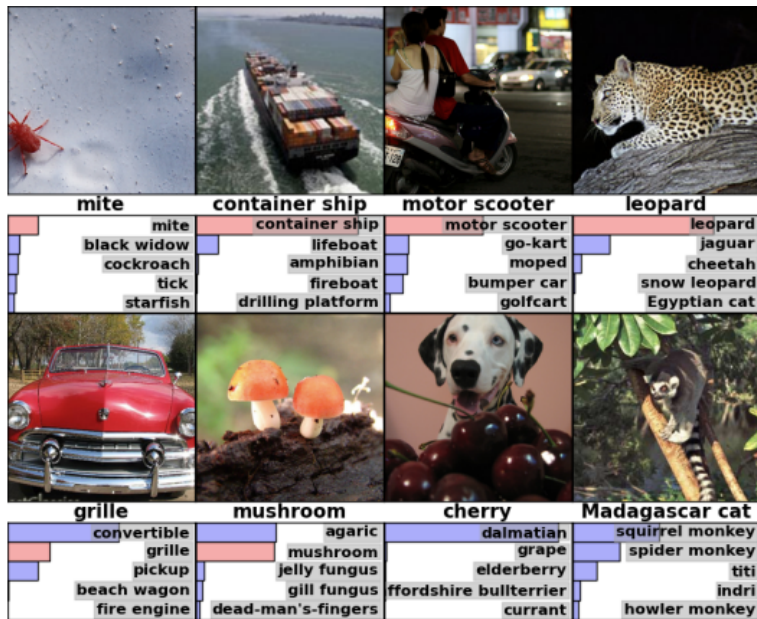 mite
container ship
motor scooter
leopard
mite
black widow
cockroach
tick
starfish
container ship
lifeboat
amphibian
fireboat
drilling platform
motor scooter
go-kart
moped
bumper car
golfcart
leopard
jaguar
cheetah
snow leopard
Egyptian cat
grille
mushroom
cherry
Madagascar cat
convertible
grille
pickup
beach wagon
fire engine
agaric
mushroom
jelly fungus
gill fungus
dead-man's-fingers
dalmatian
grape
elderberry
ffordshire bullterrier
currant
squirrel monkey
spider monkey
titi
indri
howler monkey